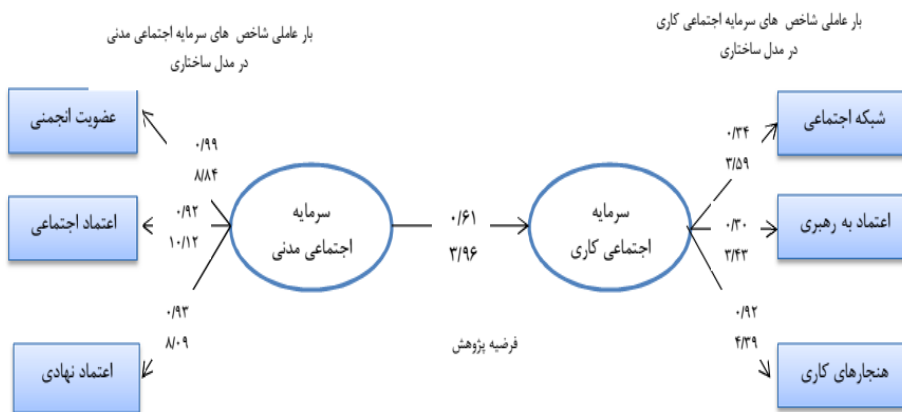 بار عاملی شاخص های سرمایه اجتماعی کاری
در مدل ساختاری
بار عاملی شاخص های سرمایه اجتماعی مدنی
در مدل ساختاری
شبکه اجتماعی
۰/۳۴
۳/۵۹
اعتماد به رهبری
۰/۳۰
۳/۴۳
هنجارهای کاری
۰/۹۲
۴/۳۹
سرمایه
اجتماعی کاری
۰/۶۱
۳/۹۶
فرضیه پژوهش
سرمایه
اجتماعی مدنی
عضویت انجمنی
۰/۹۹
۸/۸۴
اعتماد اجتماعی
۰/۹۲
۱۰/۱۲
اعتماد نهادی
۰/۹۳
۸/۰۹